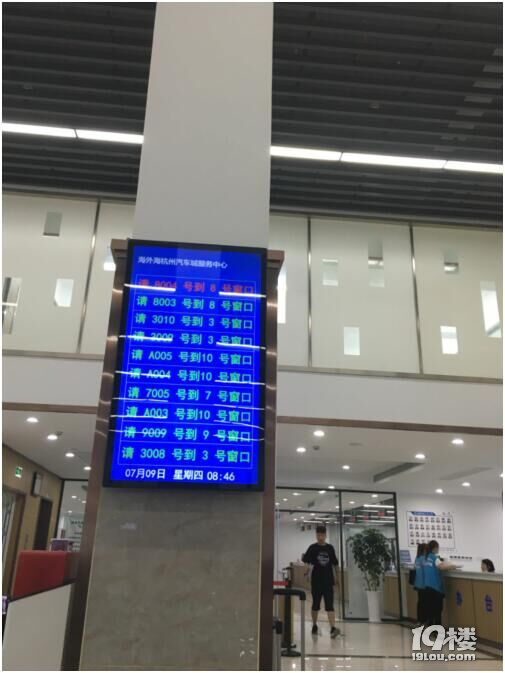 海外海杭州汽车城服务中心
请 8004 号到 8 号窗口
请 8003 号到 8 号窗口
请 3010 号到 3 号窗口
请 3009 号到 3 号窗口
请 A005 号到10 号窗口
请 A004 号到10 号窗口
请 7005 号到 7 号窗口
请 A003 号到10 号窗口
请 9009 号到 9 号窗口
请 3008 号到 3 号窗口
07月09日 星期四 08:46
19楼
19lou.com